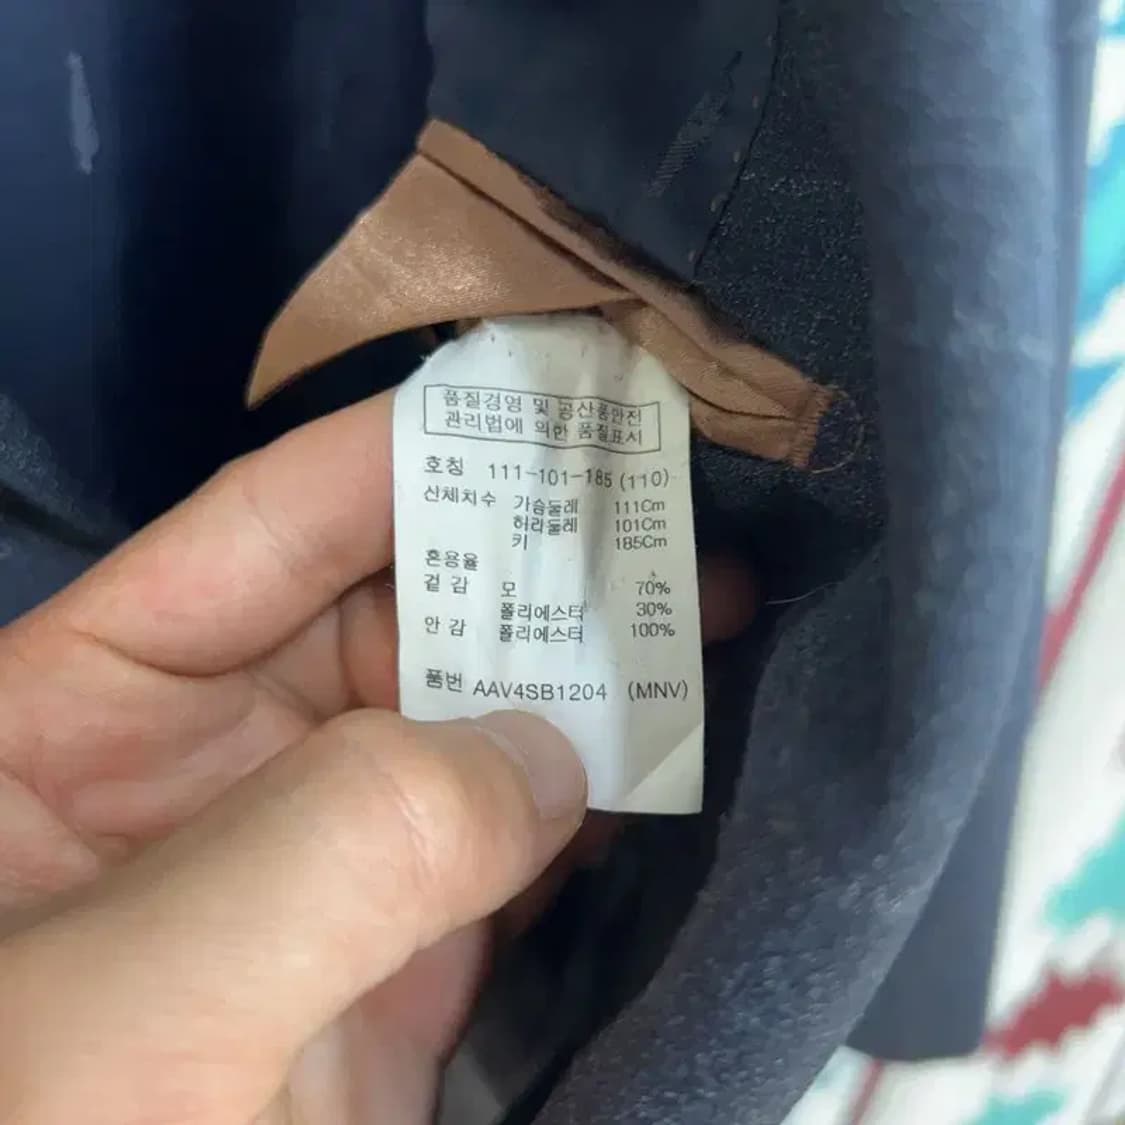 품질경영 및 공산품안전
관리법에 의한 품질표시
호칭 111-101-185 (110)
신체치수 가슴둘레 111Cm
허리둘레 101Cm
키 185Cm
혼용율
겉감 모 70%
폴리에스터 30%
안감 폴리에스터 100%
품번 AAV4SB1204 (MNV)